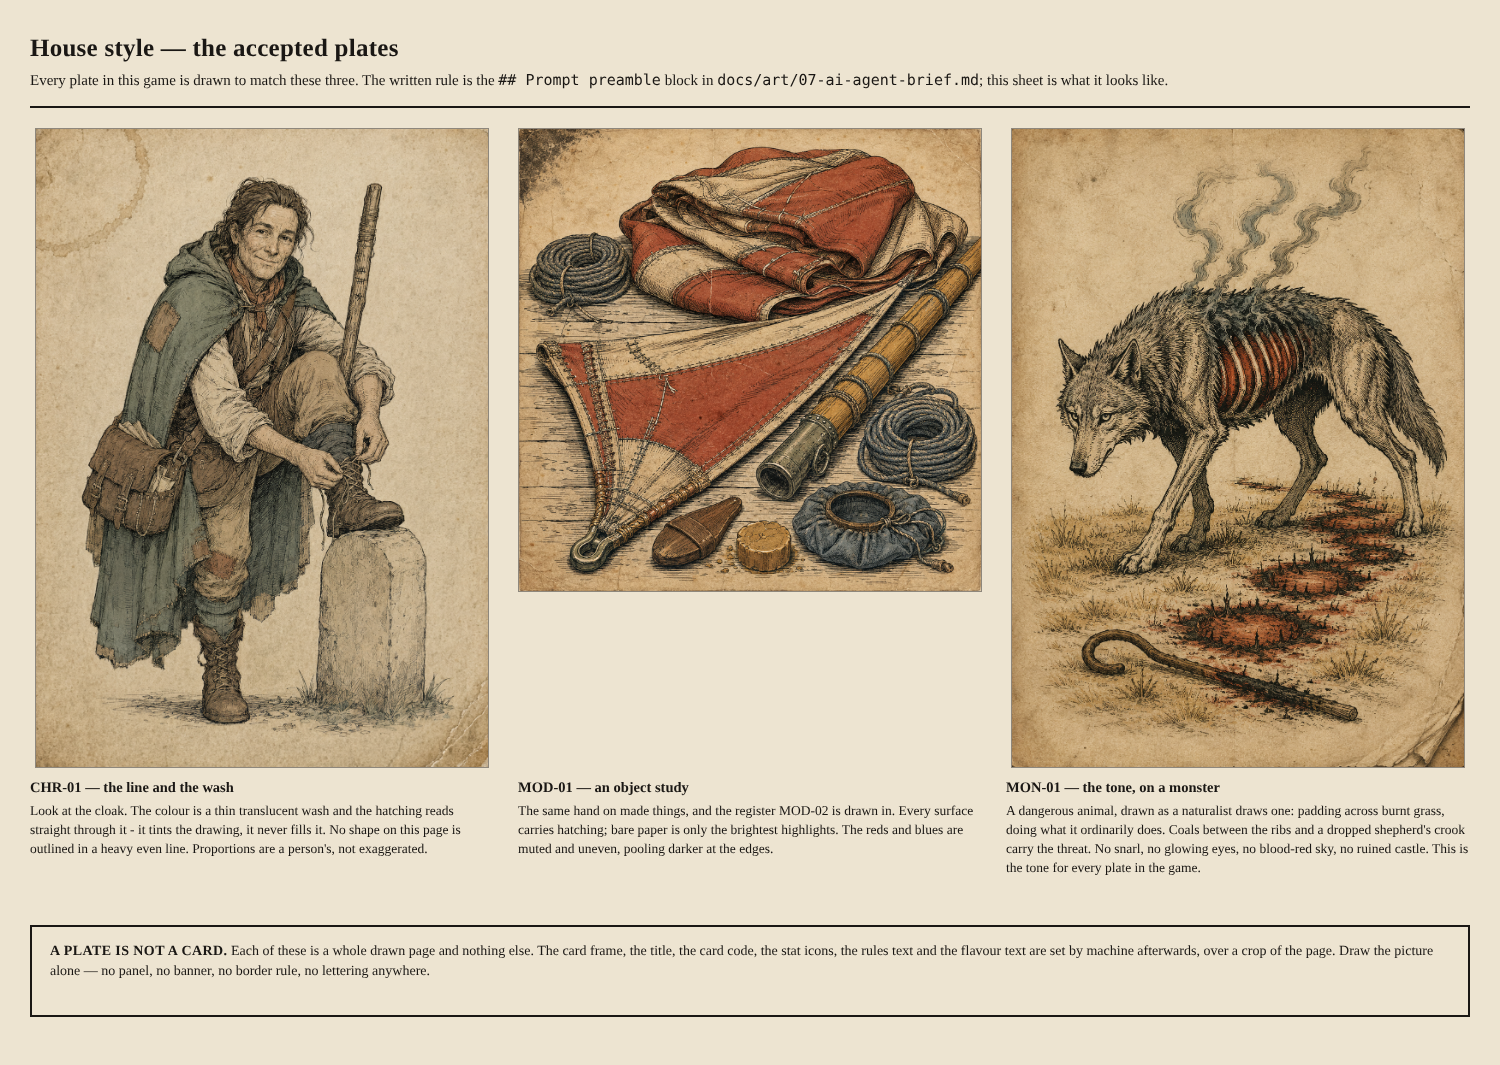 House style — the accepted plates
Every plate in this game is drawn to match these three. The written rule is the ## Prompt preamble block in docs/art/07-ai-agent-brief.md; this sheet is what it looks like.
CHR-01 — the line and the wash
Look at the cloak. The colour is a thin translucent wash and the hatching reads
straight through it - it tints the drawing, it never fills it. No shape on this page is
outlined in a heavy even line. Proportions are a person's, not exaggerated.
MOD-01 — an object study
The same hand on made things, and the register MOD-02 is drawn in. Every surface
carries hatching; bare paper is only the brightest highlights. The reds and blues are
muted and uneven, pooling darker at the edges.
MON-01 — the tone, on a monster
A dangerous animal, drawn as a naturalist draws one: padding across burnt grass,
doing what it ordinarily does. Coals between the ribs and a dropped shepherd's crook
carry the threat. No snarl, no glowing eyes, no blood-red sky, no ruined castle. This is
the tone for every plate in the game.
A PLATE IS NOT A CARD. Each of these is a whole drawn page and nothing else. The card frame, the title, the card code, the stat icons, the rules text and the flavour text are set by machine afterwards, over a crop of the page. Draw the picture
alone — no panel, no banner, no border rule, no lettering anywhere.